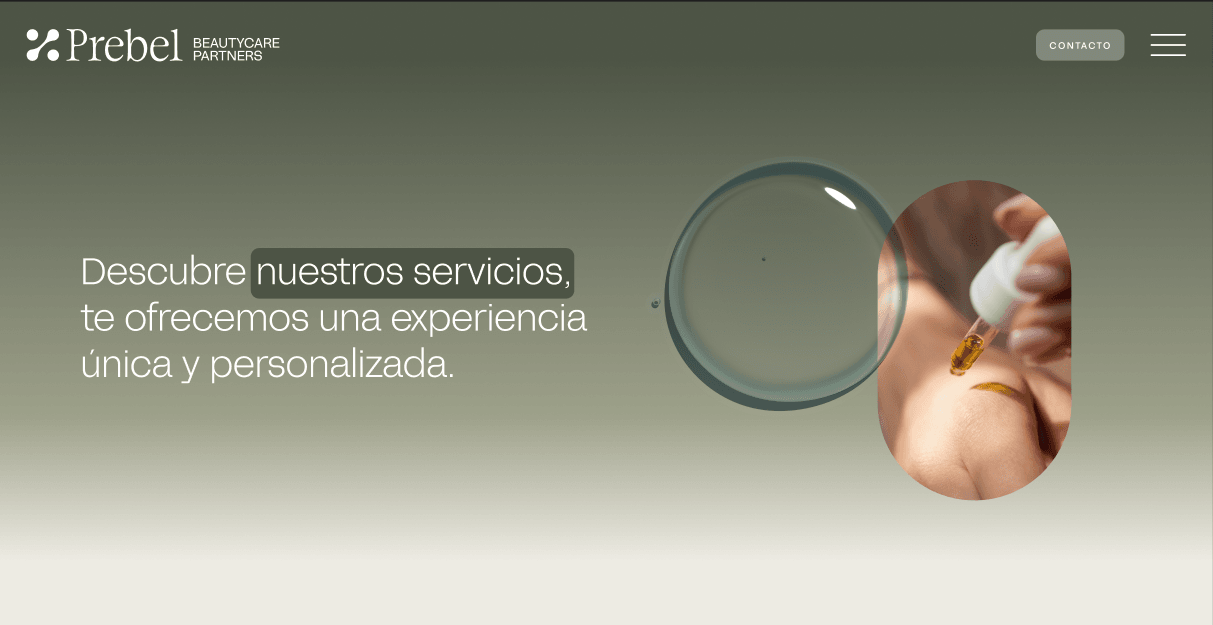 Prebel BEAUTYCARE
PARTNERS
CONTACTO
Descubre nuestros servicios,
te ofrecemos una experiencia
única y personalizada.